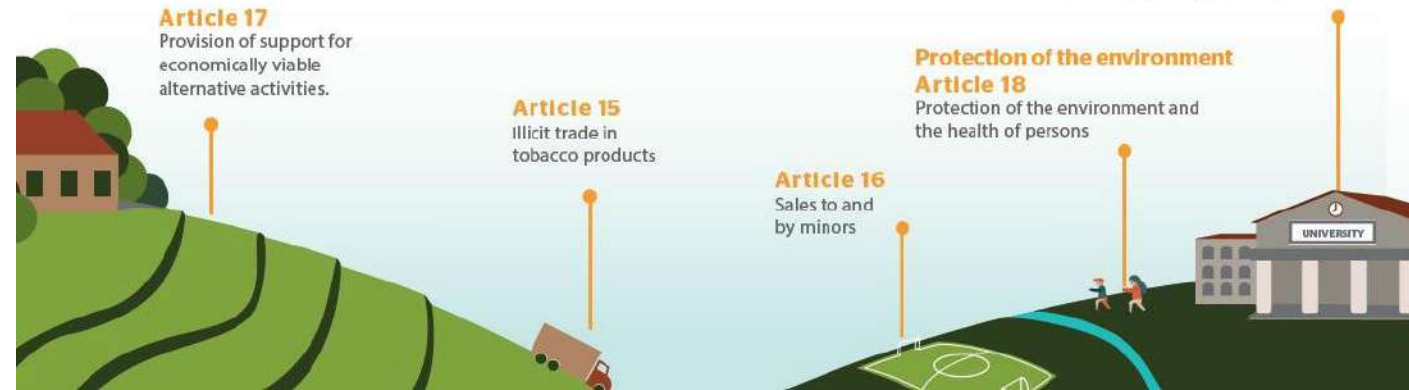 Article 17
Provision of support for
economically viable
alternative activities.
Article 15
Illicit trade in
tobacco products
Article 16
Sales to and
by minors
Protection of the environment
Article 18
Protection of the environment and
the health of persons
UNIVERSITY